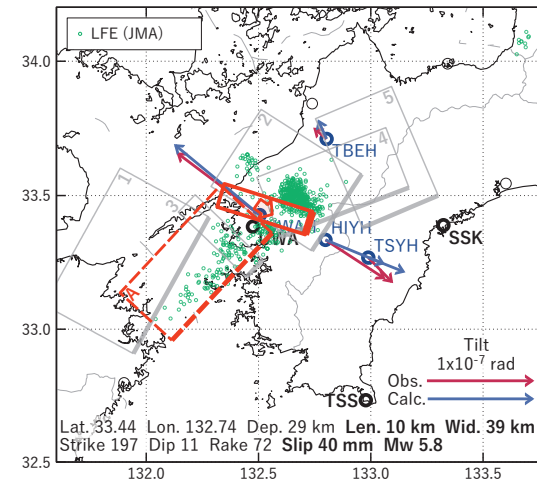 34.0
33.5
33.0
32.5
132.0 132.5 133.0 133.5
LFE (JMA)
1
2
3
4
5
A
TBEH
HIYH
TSYH
SSK
TSS
Tilt
1x10-7 rad
Obs.
Calc.
Lat. 33.44 Lon. 132.74 Dep. 29 km Len. 10 km Wid. 39 km
Strike 197 Dip 11 Rake 72 Slip 40 mm Mw 5.8